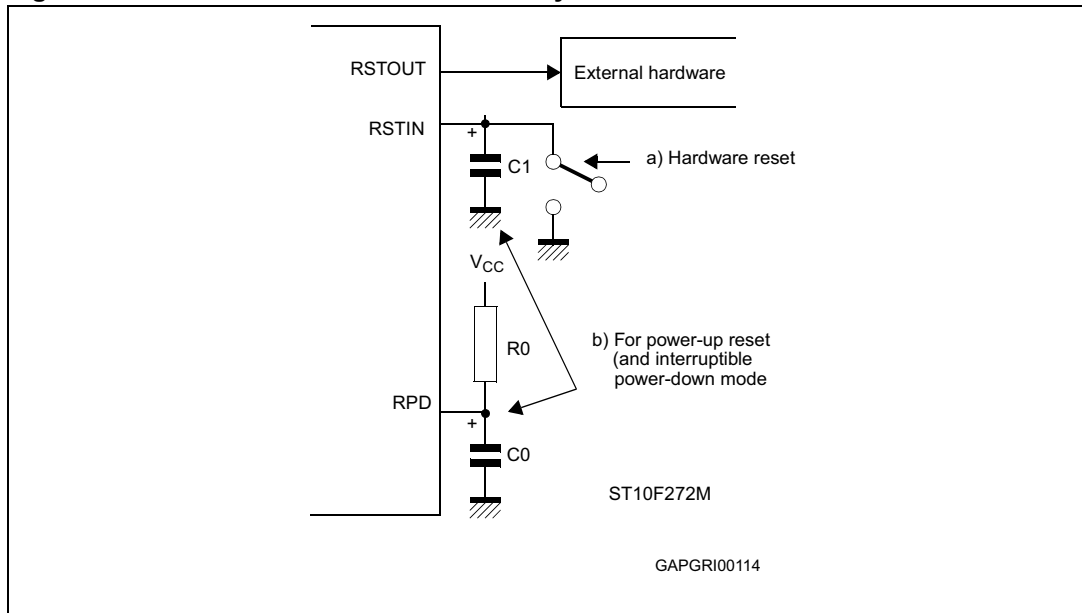 RSTOUT
External hardware
RSTIN
+
C1
a) Hardware reset
VCC
R0
b) For power-up reset
(and interruptible
power-down mode
RPD
+
C0
ST10F272M
GAPGRI00114